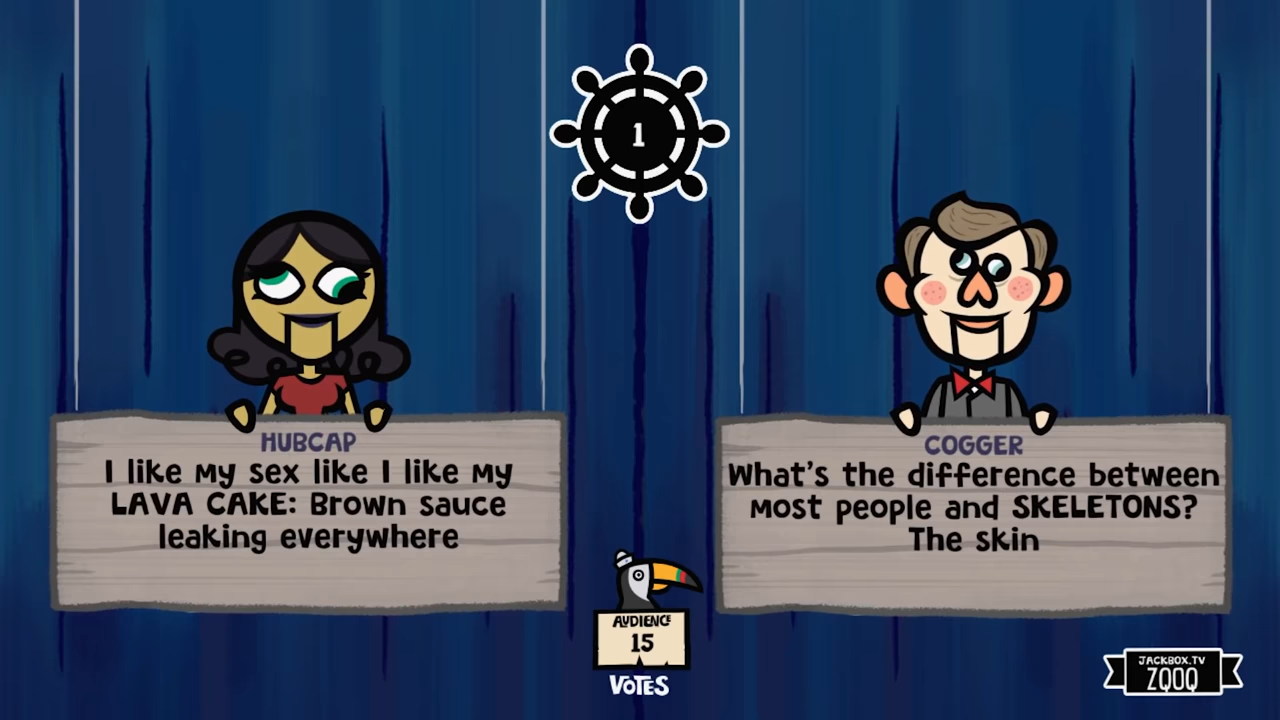 1
HUBCAP
I like my sex like I like my
LAVA CAKE: Brown sauce
leaking everywhere
COGGER
What's the difference between
most people and SKELETONS?
The skin
AUDIENCE
15
VOTES
JACKBOX.TV
ZQOQ